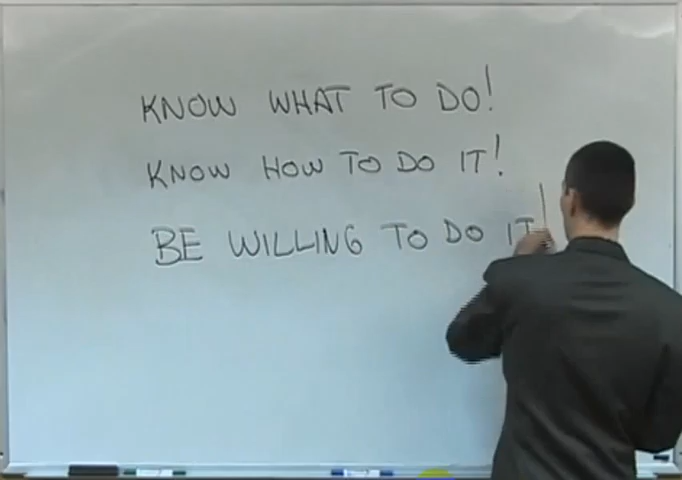 KNOW WHAT TO DO!
KNOW HOW TO DO IT!
BE WILLING TO DO IT!